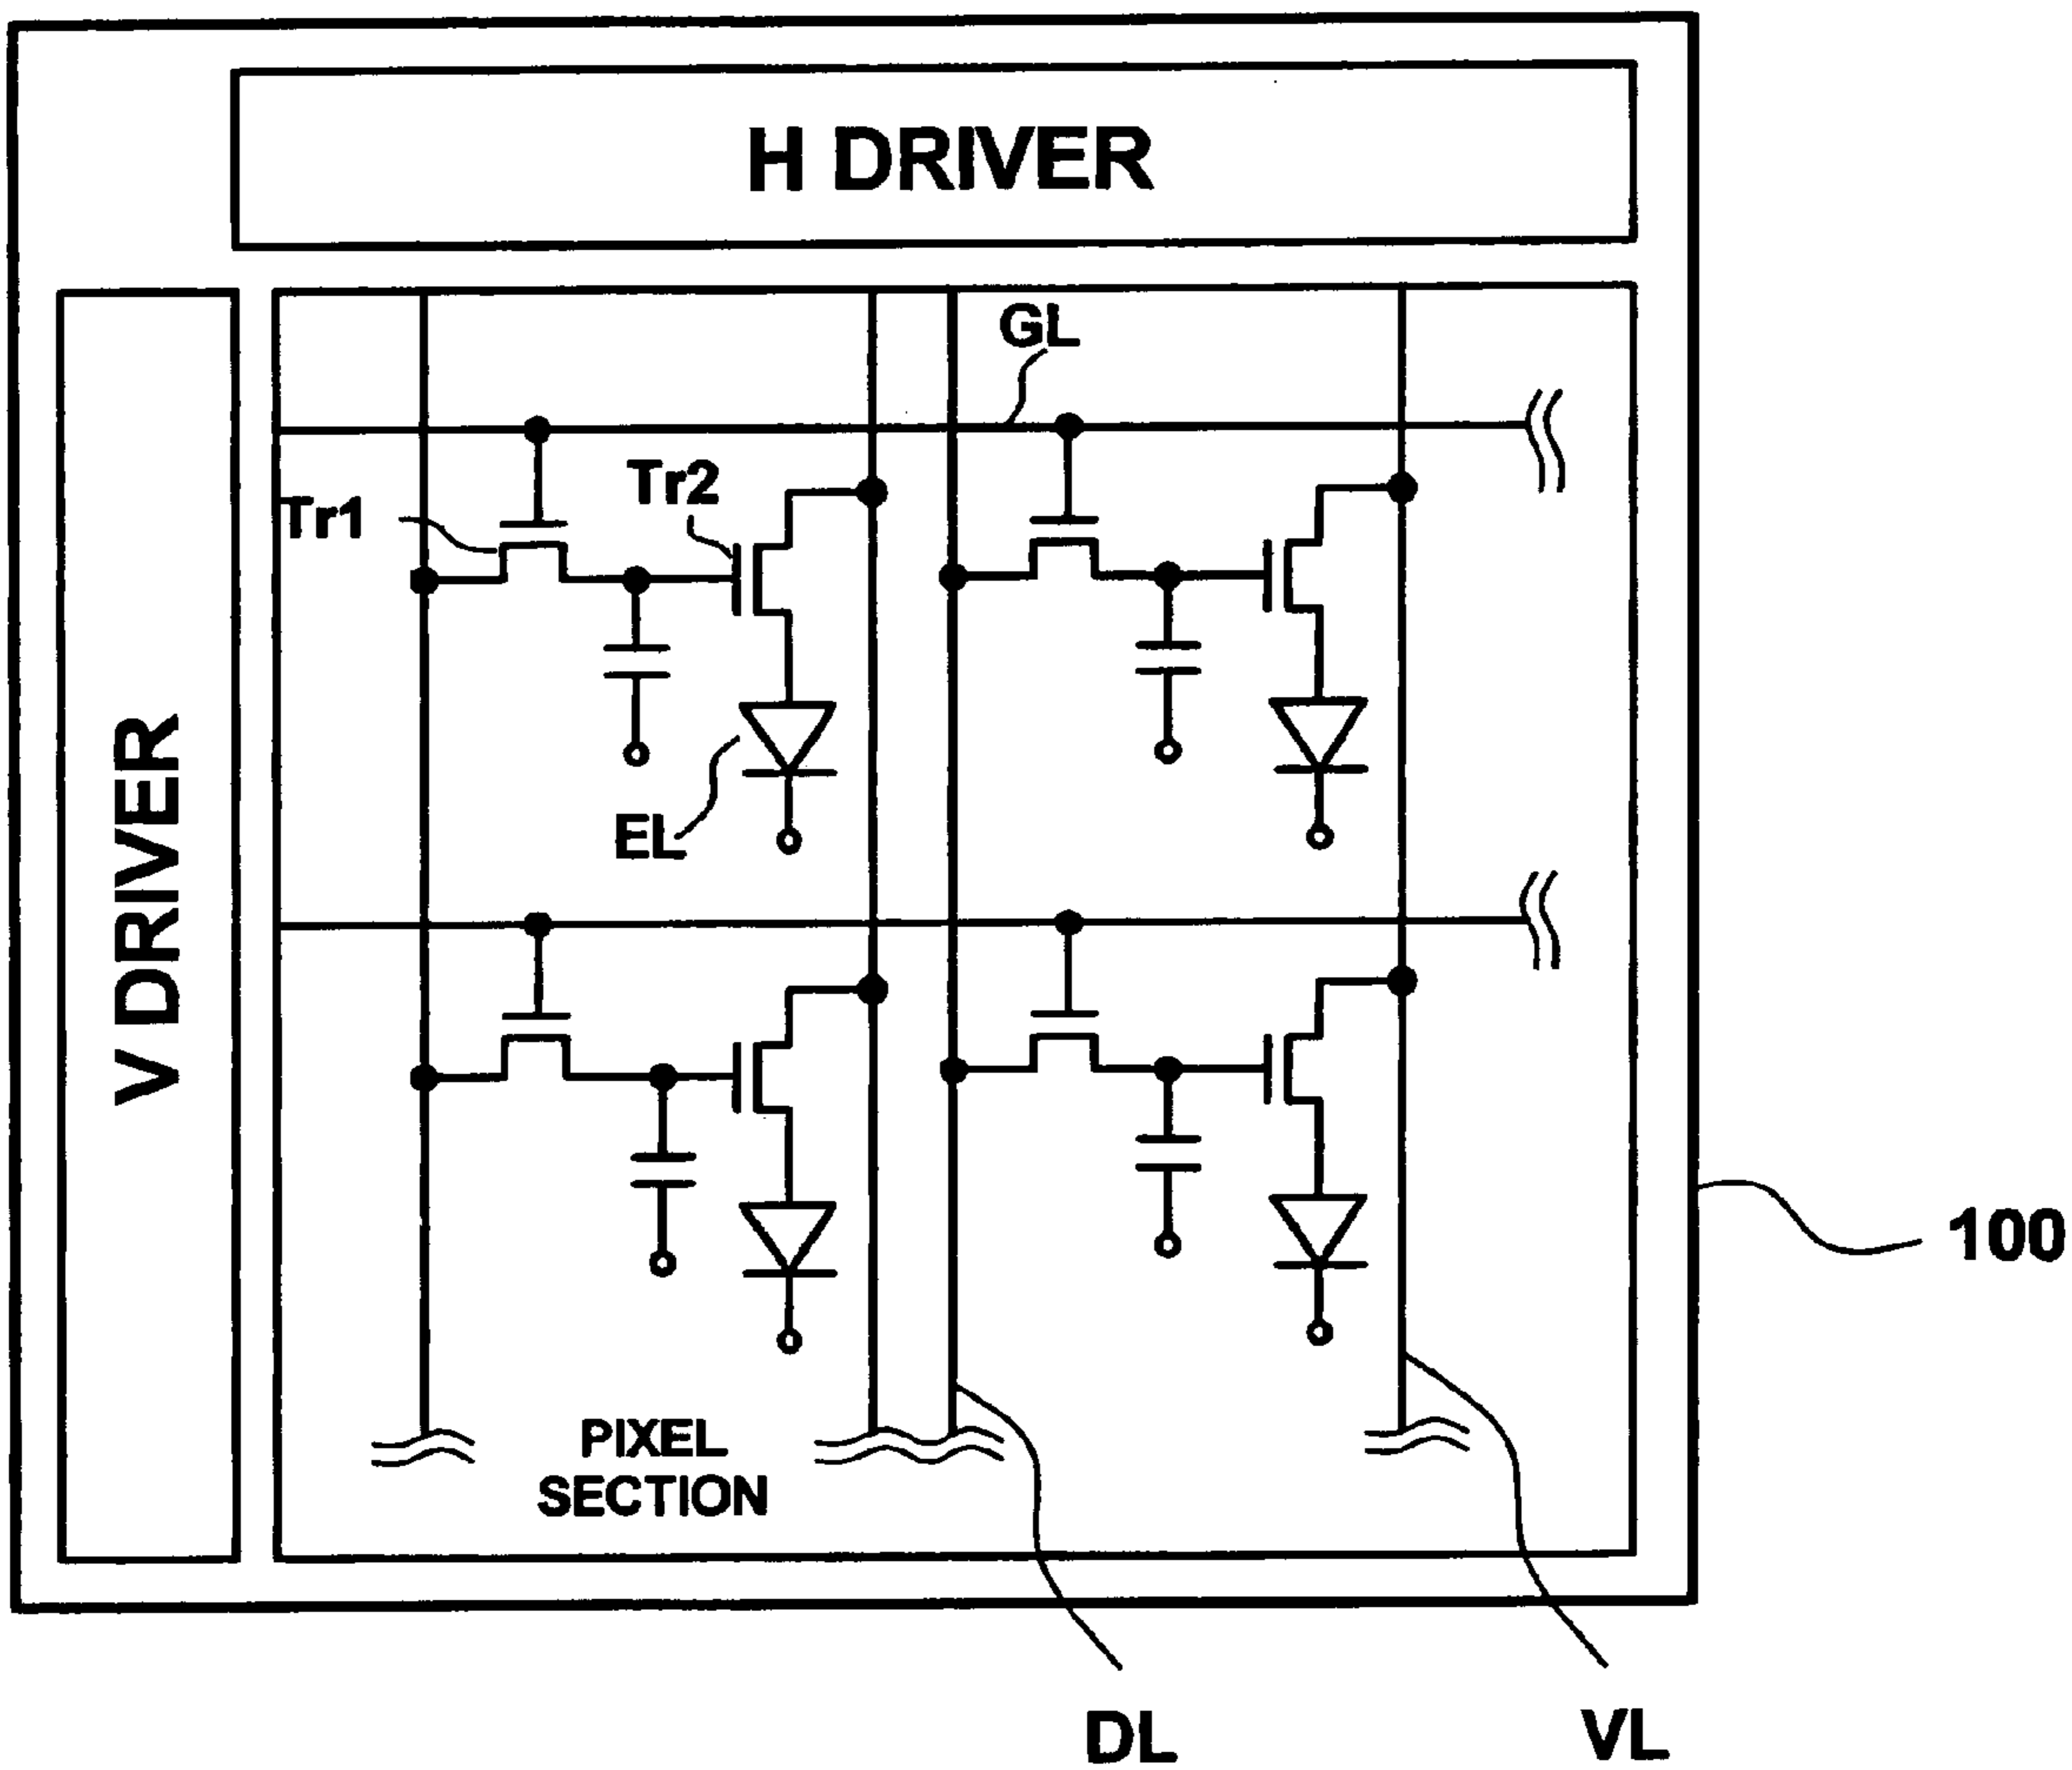 H DRIVER
GL
Tr2
Tr1
V DRIVER
EL
100
PIXEL
SECTION
DL
VL